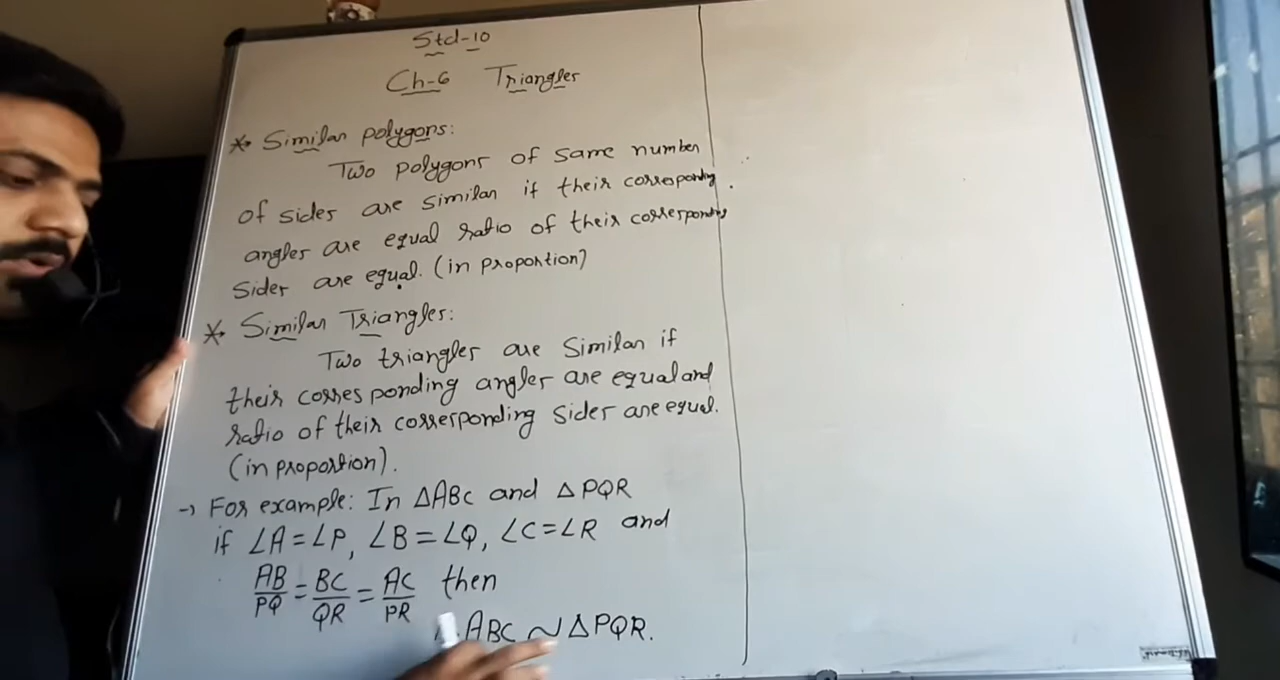 Std-10
Ch-6 Triangles
* Similar polygons:
Two polygons of same number
of sides are similar if their corresponding
angles are equal ratio of their corresponding
sides are equal. (in proportion)
* Similar Triangles:
Two triangles are similar if
their corresponding angles are equal and
ratio of their corresponding sides are equal.
(in proportion).
→ For example: In △ABC and △PQR
if ∠A=∠P, ∠B=∠Q, ∠C=∠R and
AB/PQ = BC/QR = AC/PR then
△ABC ~ △PQR.